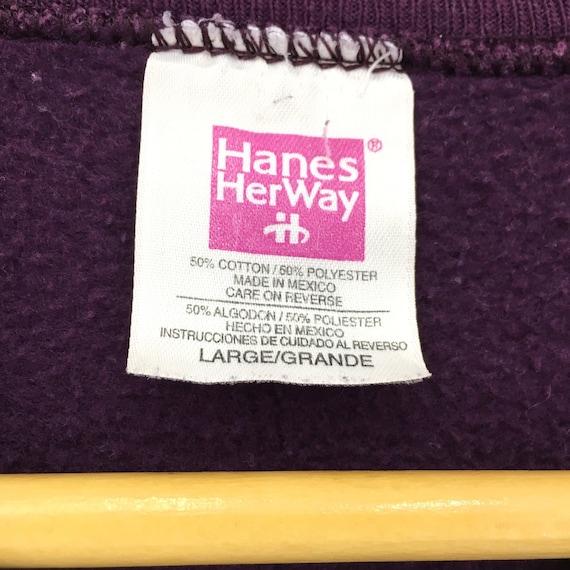 Hanes
HerWay
®
50% COTTON / 50% POLYESTER
MADE IN MEXICO
CARE ON REVERSE
50% ALGODON / 50% POLIESTER
HECHO EN MEXICO
INSTRUCCIONES DE CUIDADO AL REVERSO
LARGE/GRANDE